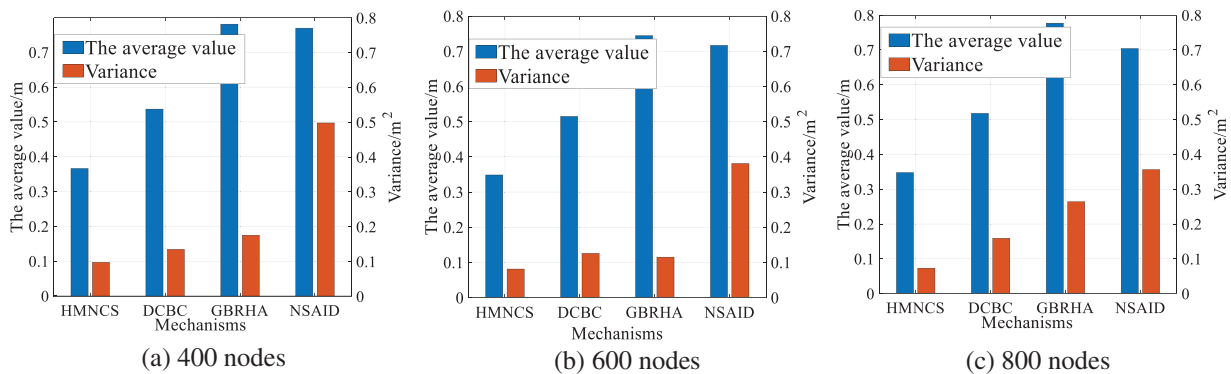 0.8
0.7
0.6
0.5
0.4
0.3
0.2
0.1
0
The average value/m
0.7
0.6
0.5
0.4
0.3
0.2
0.1
0
Variance/m²
The average value
Variance
HMNCS DCBC GBRHA NSAID
Mechanisms
(a) 400 nodes
0.8
0.7
0.6
0.5
0.4
0.3
0.2
0.1
0
The average value/m
0.8
0.7
0.6
0.5
0.4
0.3
0.2
0.1
0
Variance/m²
The average value
Variance
HMNCS DCBC GBRHA NSAID
Mechanisms
(b) 600 nodes
0.8
0.7
0.6
0.5
0.4
0.3
0.2
0.1
0
The average value/m
0.8
0.7
0.6
0.5
0.4
0.3
0.2
0.1
0
Variance/m²
The average value
Variance
HMNCS DCBC GBRHA NSAID
Mechanisms
(c) 800 nodes